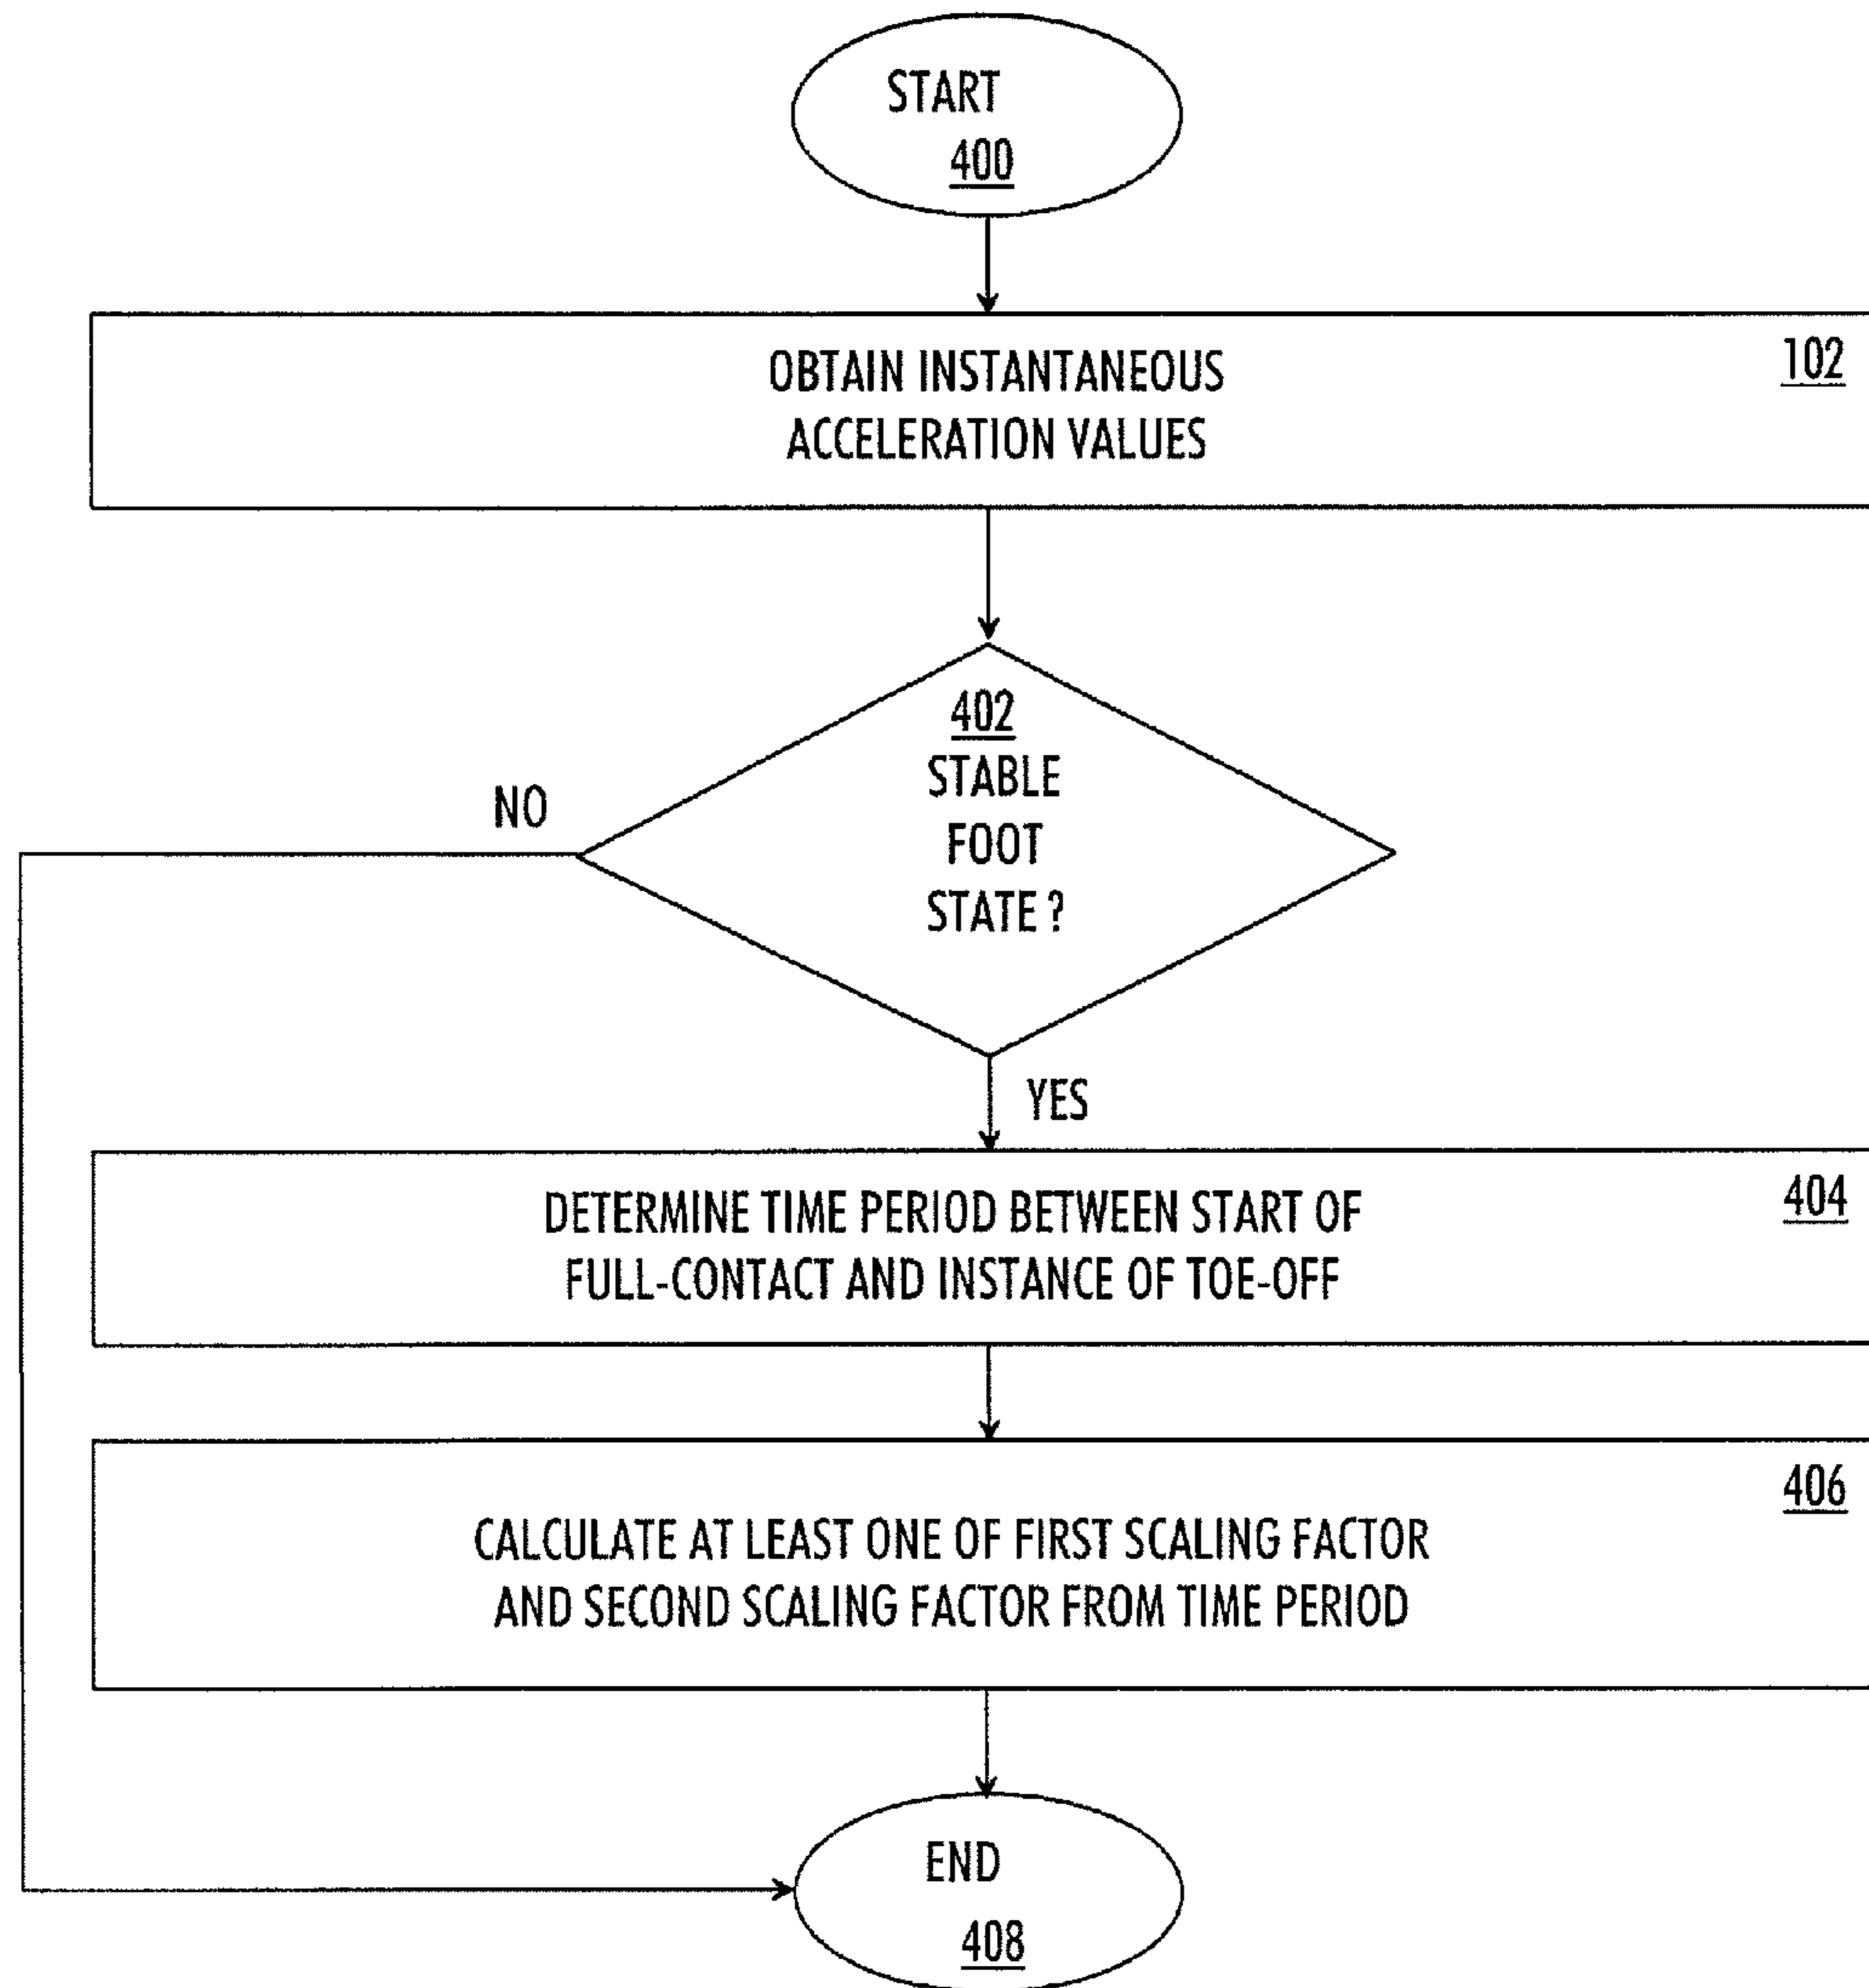 START
400
OBTAIN INSTANTANEOUS
ACCELERATION VALUES
102
402
STABLE
FOOT
STATE ?
NO
YES
DETERMINE TIME PERIOD BETWEEN START OF
FULL-CONTACT AND INSTANCE OF TOE-OFF
404
CALCULATE AT LEAST ONE OF FIRST SCALING FACTOR
AND SECOND SCALING FACTOR FROM TIME PERIOD
406
END
408